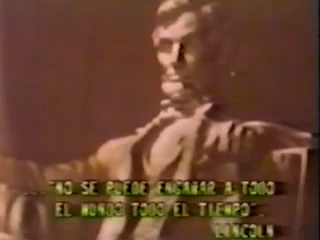 ..."NO SE PUEDE ENGAÑAR A TODO
EL MUNDO TODO EL TIEMPO".
LINCOLN